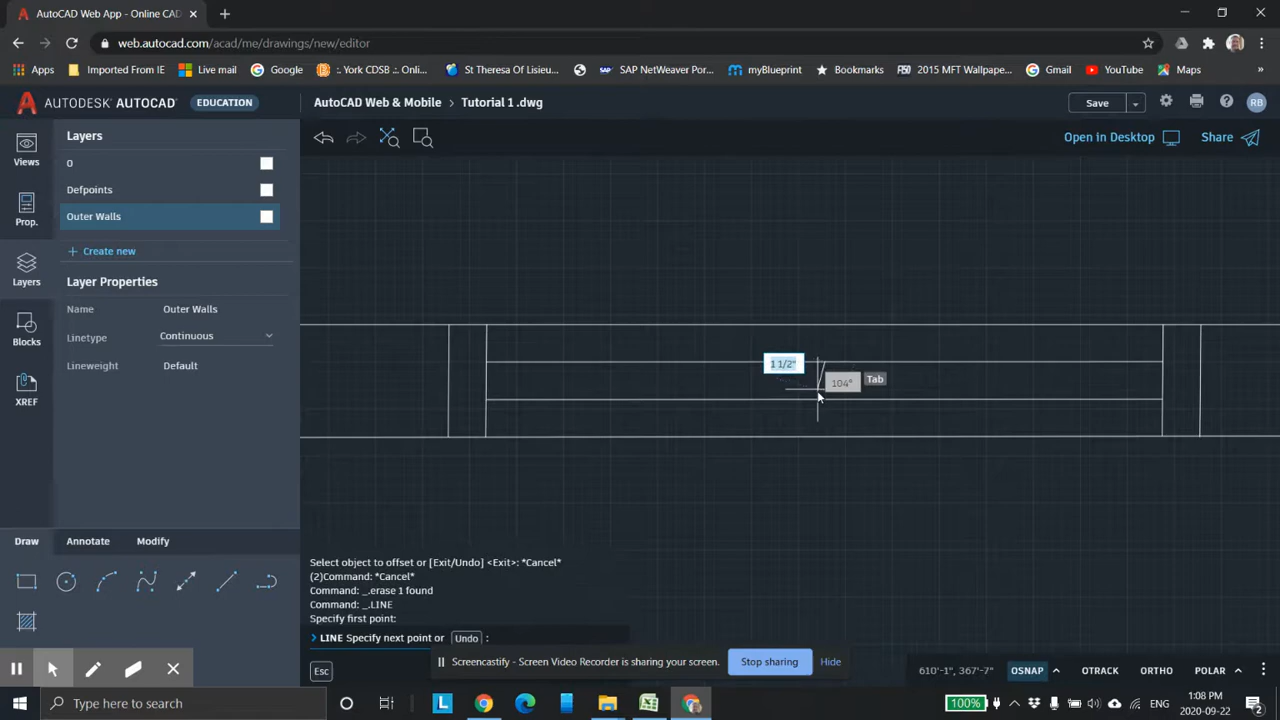 AutoCAD Web App - Online CAD
web.autocad.com/acad/me/drawings/new/editor
Apps
Imported From IE
Live mail
Google
: York CDSB :. Onli...
St Theresa Of Lisieu...
SAP NetWeaver Por...
myBlueprint
Bookmarks
2015 MFT Wallpape...
Gmail
YouTube
Maps
»
AUTODESK® AUTOCAD®
EDUCATION
AutoCAD Web & Mobile > Tutorial 1 .dwg
Save
RB
Open in Desktop
Share
Views
Prop.
Layers
Blocks
XREF
Layers
0
Defpoints
Outer Walls
+ Create new
Layer Properties
Name Outer Walls
Linetype Continuous
Lineweight Default
1 1/2"
104°
Tab
Draw
Annotate
Modify
Select object to offset or [Exit/Undo] <Exit>: *Cancel*
(2)Command: *Cancel*
Command: _.erase 1 found
Command: _.LINE
Specify first point:
> LINE Specify next point or Undo :
Esc
Screencastify - Screen Video Recorder is sharing your screen.
Stop sharing
Hide
610'-1", 367'-7"
OSNAP
OTRACK
ORTHO
POLAR
Type here to search
100%
ENG
1:08 PM
2020-09-22
2